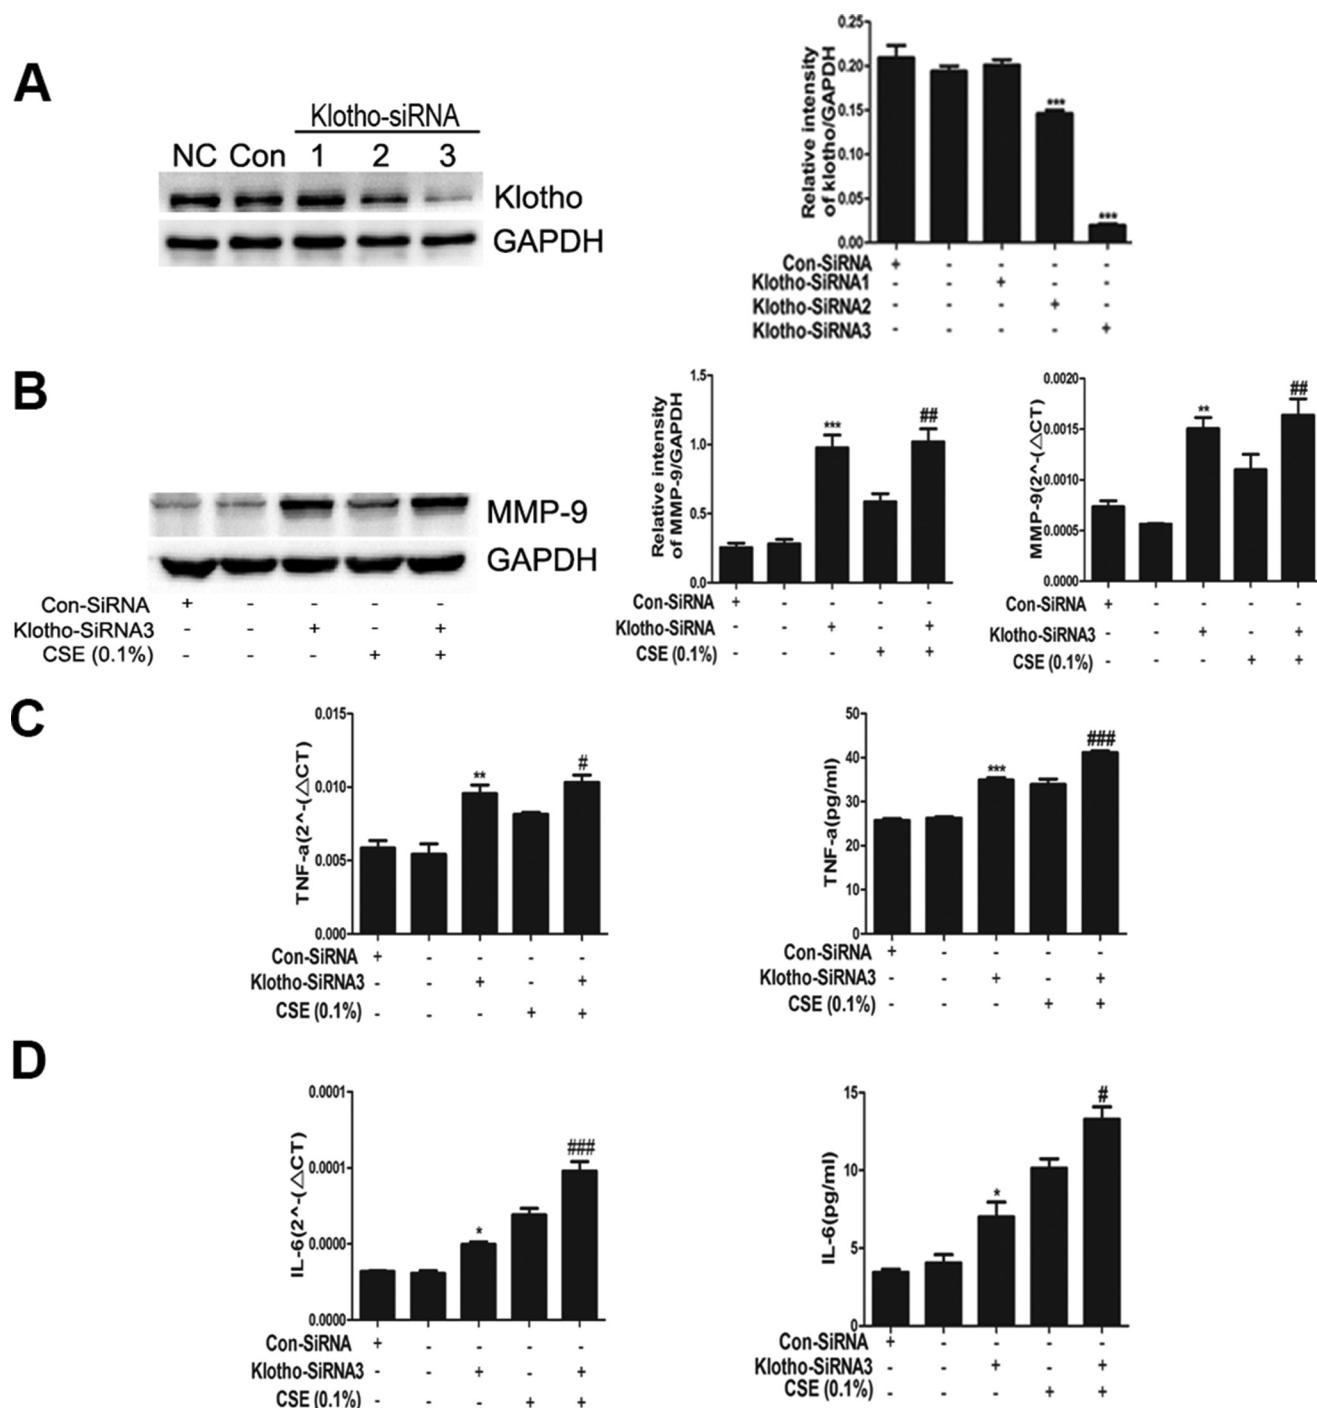 A
Klotho-siRNA
NC Con 1 2 3
Klotho
GAPDH
Relative intensity
of klotho/GAPDH
0.25
0.20
0.15
0.10
0.05
0.00
***
***
Con-SiRNA + - - - -
Klotho-SiRNA1 - - + - -
Klotho-SiRNA2 - - - + -
Klotho-SiRNA3 - - - - +
B
MMP-9
GAPDH
Con-SiRNA + - - - -
Klotho-SiRNA3 - - + - +
CSE (0.1%) - - - + +
Relative intensity
of MMP-9/GAPDH
1.5
1.0
0.5
0.0
***
##
Con-SiRNA + - - - -
Klotho-SiRNA - - + - +
CSE (0.1%) - - - + +
MMP-9(2^-(△CT)
0.0020
0.0015
0.0010
0.0005
0.0000
**
##
Con-SiRNA + - - - -
Klotho-SiRNA3 - - + - +
CSE (0.1%) - - - + +
C
TNF-a(2^-(△CT)
0.015
0.010
0.005
0.000
**
#
Con-SiRNA + - - - -
Klotho-SiRNA3 - - + - +
CSE (0.1%) - - - + +
TNF-a(pg/ml)
50
40
30
20
10
0
***
###
Con-SiRNA + - - - -
Klotho-SiRNA3 - - + - +
CSE (0.1%) - - - + +
D
IL-6(2^-(△CT)
0.0001
0.0001
0.0000
0.0000
*
###
Con-SiRNA + - - - -
Klotho-SiRNA3 - - + - +
CSE (0.1%) - - - + +
IL-6(pg/ml)
15
10
5
0
*
#
Con-SiRNA + - - - -
Klotho-SiRNA3 - - + - +
CSE (0.1%) - - - + +